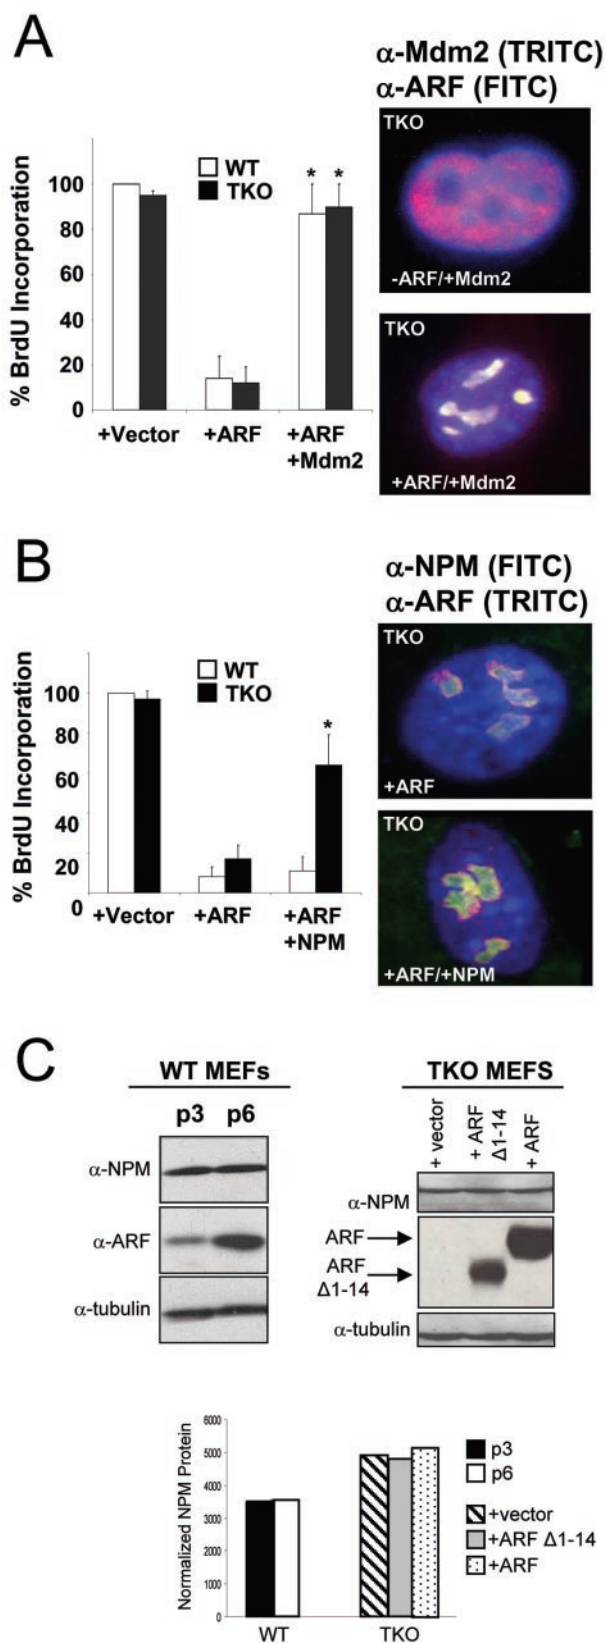 A
α-Mdm2 (TRITC)
α-ARF (FITC)
% BrdU Incorporation
100
80
60
40
20
0
WT
TKO
* *
+Vector
+ARF
+ARF
+Mdm2
TKO
-ARF/+Mdm2
TKO
+ARF/+Mdm2
B
α-NPM (FITC)
α-ARF (TRITC)
% BrdU Incorporation
100
80
60
40
20
0
WT
TKO
*
+Vector
+ARF
+ARF
+NPM
TKO
+ARF
TKO
+ARF/+NPM
C
WT MEFs
p3 p6
α-NPM
α-ARF
α-tubulin
TKO MEFS
+ vector
+ ARF
Δ1-14
+ ARF
α-NPM
ARF
ARF
Δ1-14
α-tubulin
Normalized NPM Protein
6000
5000
4000
3000
2000
1000
0
WT
TKO
p3
p6
+vector
+ARF Δ1-14
+ARF